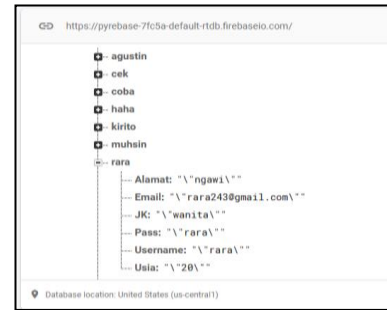 https://pyrebase-7fc5a-default-rtdb.firebaseio.com/
agustin
cek
coba
haha
kirito
muhsin
rara
Alamat: "\"ngawi\""
Email: "\"rara243@gmail.com\""
JK: "\"wanita\""
Pass: "\"rara\""
Username: "\"rara\""
Usia: "\"20\""
Database location: United States (us-central1)